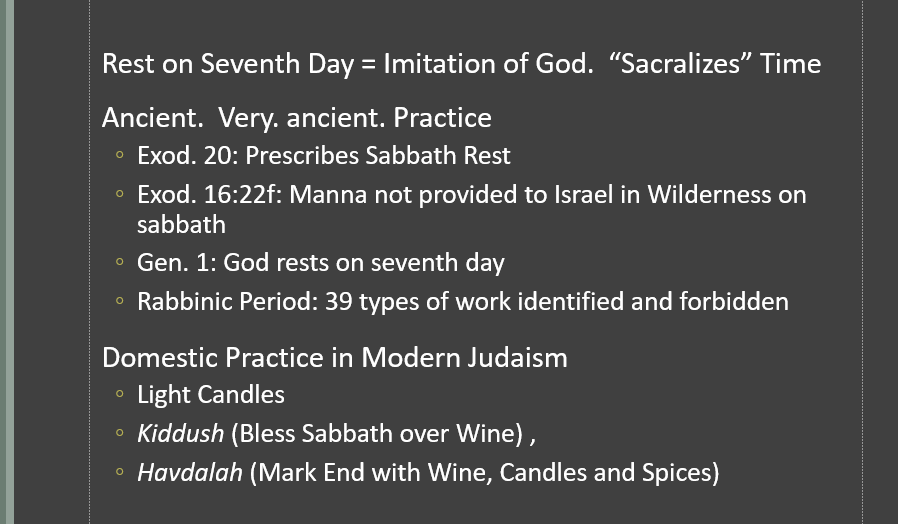 Rest on Seventh Day = Imitation of God.  “Sacralizes” Time
Ancient.  Very. ancient. Practice
◦ Exod. 20: Prescribes Sabbath Rest
◦ Exod. 16:22f: Manna not provided to Israel in Wilderness on
sabbath
◦ Gen. 1: God rests on seventh day
◦ Rabbinic Period: 39 types of work identified and forbidden
Domestic Practice in Modern Judaism
◦ Light Candles
◦ Kiddush (Bless Sabbath over Wine) ,
◦ Havdalah (Mark End with Wine, Candles and Spices)